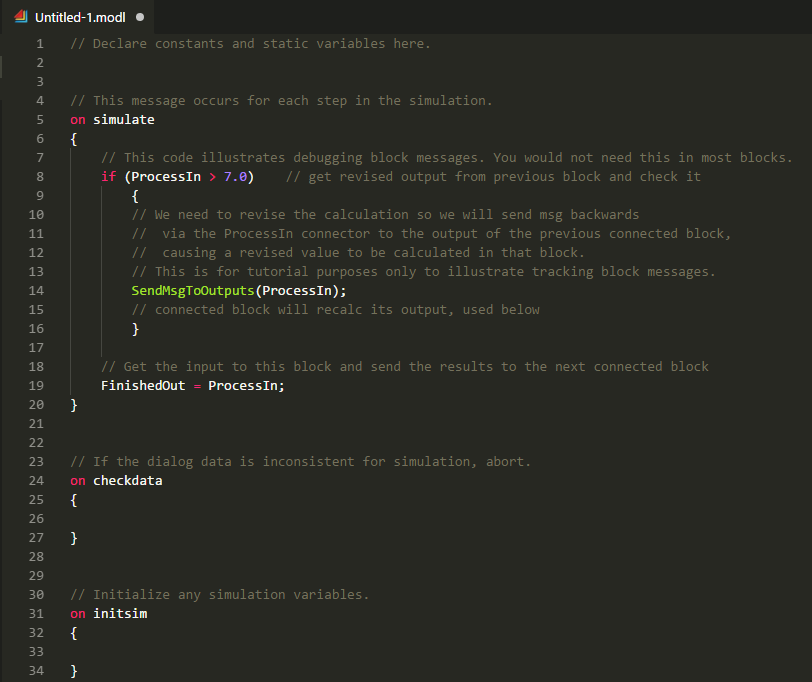 Untitled-1.modl
1 // Declare constants and static variables here.
2
3
4 // This message occurs for each step in the simulation.
5 on simulate
6 {
7 // This code illustrates debugging block messages. You would not need this in most blocks.
8 if (ProcessIn > 7.0) // get revised output from previous block and check it
9 {
10 // We need to revise the calculation so we will send msg backwards
11 // via the ProcessIn connector to the output of the previous connected block,
12 // causing a revised value to be calculated in that block.
13 // This is for tutorial purposes only to illustrate tracking block messages.
14 SendMsgToOutputs(ProcessIn);
15 // connected block will recalc its output, used below
16 }
17
18 // Get the input to this block and send the results to the next connected block
19 FinishedOut = ProcessIn;
20 }
21
22
23 // If the dialog data is inconsistent for simulation, abort.
24 on checkdata
25 {
26
27 }
28
29
30 // Initialize any simulation variables.
31 on initsim
32 {
33
34 }